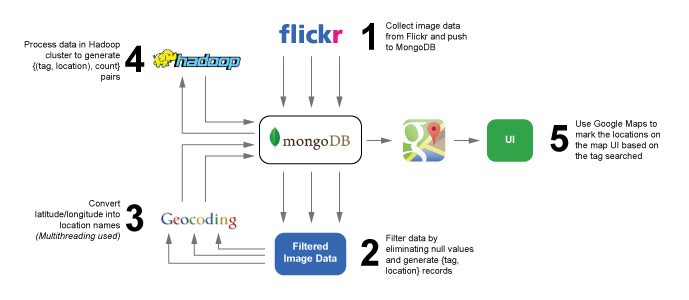 flickr
1
Collect image data
from Flickr and push
to MongoDB
Process data in Hadoop
cluster to generate
{(tag, location), count}
pairs
4
hadoop
mongoDB
UI
5
Use Google Maps to
mark the locations on
the map UI based on
the tag searched
Convert
latitude/longitude into
location names
(Multithreading used)
3
Geocoding
Filtered
Image Data
2
Filter data by
eliminating null values
and generate {tag,
location} records